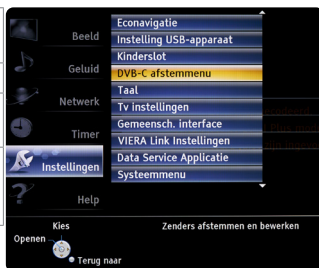 Beeld
Geluid
Netwerk
Timer
Instellingen
Help
Econavigatie
Instelling USB-apparaat
Kinderslot
DVB-C afstemmenu
Taal
Tv instellingen
Gemeensch. interface
VIERA Link Instellingen
Data Service Applicatie
Systeemmenu
Kies
Openen
Terug naar
Zenders afstemmen en bewerken